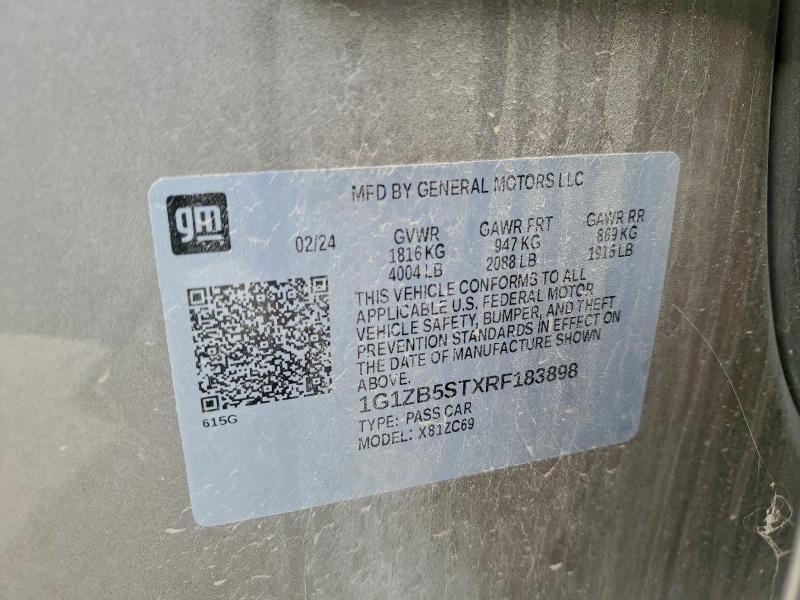 gm
MFD BY GENERAL MOTORS LLC
02/24
GVWR
1816 KG
4004 LB
GAWR FRT
947 KG
2088 LB
GAWR RR
869 KG
1915 LB
THIS VEHICLE CONFORMS TO ALL
APPLICABLE U.S. FEDERAL MOTOR
VEHICLE SAFETY, BUMPER, AND THEFT
PREVENTION STANDARDS IN EFFECT ON
THE DATE OF MANUFACTURE SHOWN
ABOVE.
1G1ZB5STXRF183898
TYPE: PASS CAR
MODEL: X81ZC69
615G